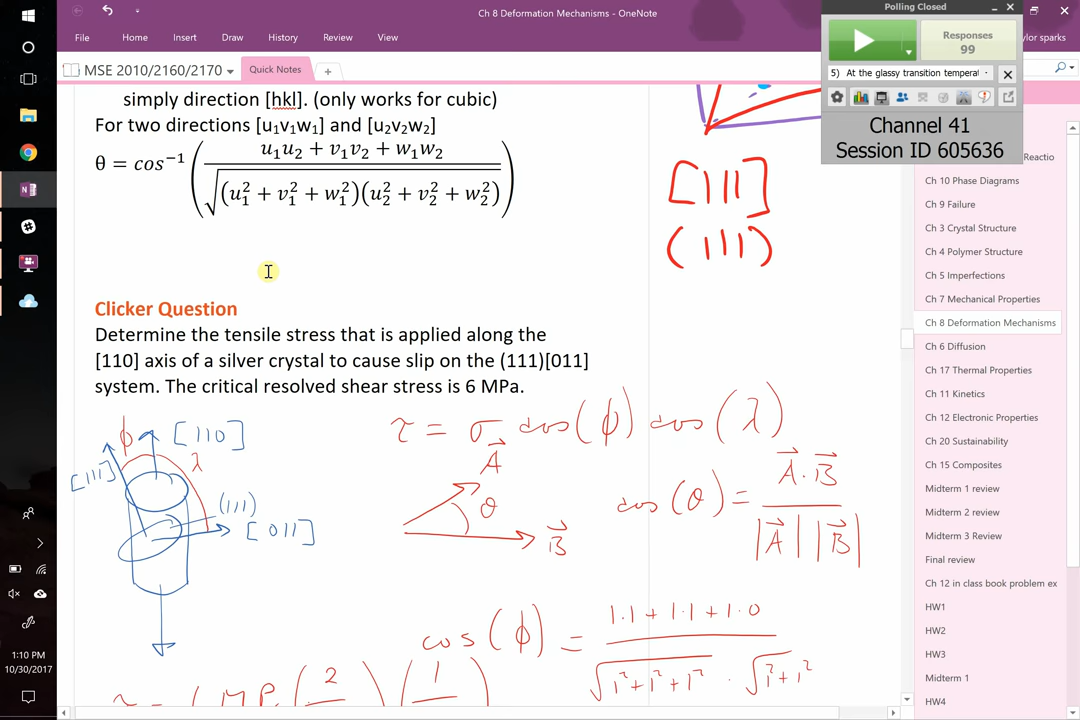 Ch 8 Deformation Mechanisms - OneNote
Polling Closed
File Home Insert Draw History Review View
Responses
99
ylor sparks
MSE 2010/2160/2170
Quick Notes
5) At the glassy transition temperat
Channel 41
Session ID 605636
simply direction [hkl]. (only works for cubic)
For two directions [u₁v₁w₁] and [u₂v₂w₂]
θ = cos⁻¹ ( (u₁u₂ + v₁v₂ + w₁w₂) / √((u₁² + v₁² + w₁²)(u₂² + v₂² + w₂²)) )
[111]
(111)
Clicker Question
Determine the tensile stress that is applied along the
[110] axis of a silver crystal to cause slip on the (111)[011]
system. The critical resolved shear stress is 6 MPa.
ϕ [110]
[111] λ
(111)
[011]
τ = σ cos(ϕ) cos(λ)
A
θ
B
cos(θ) = A·B / |A| |B|
cos(ϕ) = 1·1 + 1·1 + 1·0 / √1²+1²+1² · √1²+1²
MPa ( 2 ) ( 1 )
Reactio
Ch 10 Phase Diagrams
Ch 9 Failure
Ch 3 Crystal Structure
Ch 4 Polymer Structure
Ch 5 Imperfections
Ch 7 Mechanical Properties
Ch 8 Deformation Mechanisms
Ch 6 Diffusion
Ch 17 Thermal Properties
Ch 11 Kinetics
Ch 12 Electronic Properties
Ch 20 Sustainability
Ch 15 Composites
Midterm 1 review
Midterm 2 review
Midterm 3 Review
Final review
Ch 12 in class book problem ex
HW1
HW2
HW3
Midterm 1
HW4
1:10 PM
10/30/2017